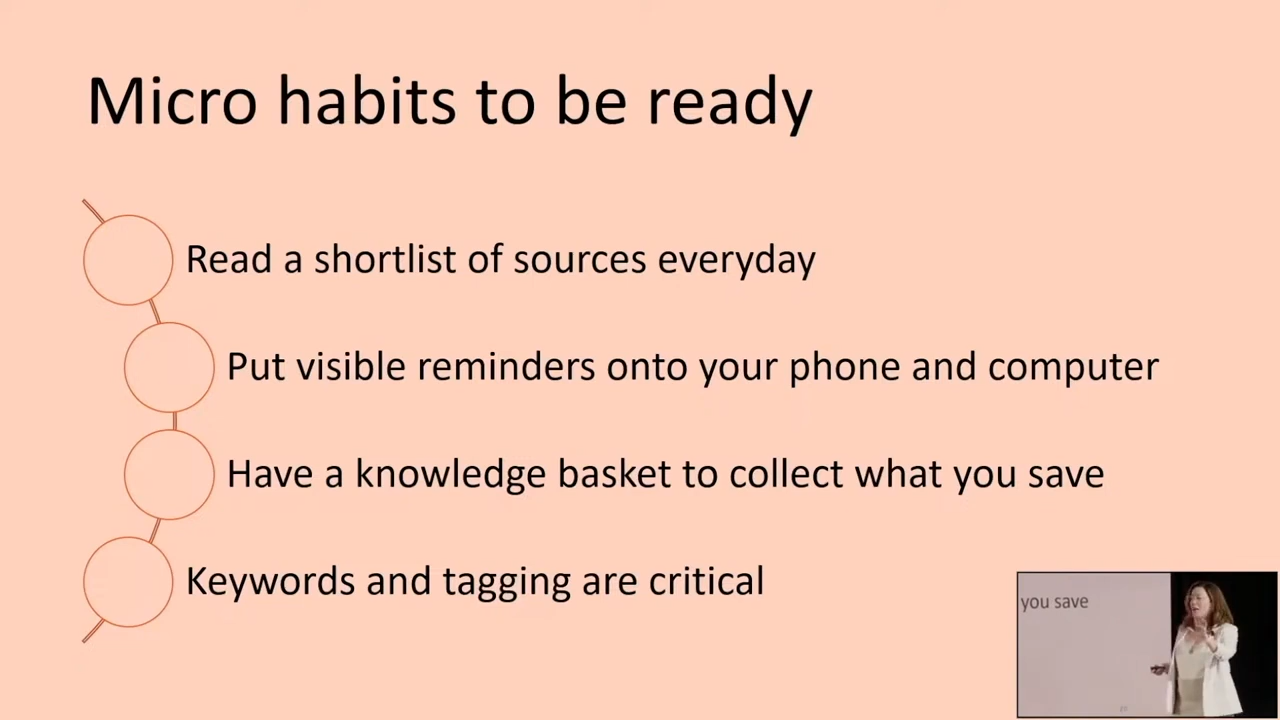 Micro habits to be ready
Read a shortlist of sources everyday
Put visible reminders onto your phone and computer
Have a knowledge basket to collect what you save
Keywords and tagging are critical
you save